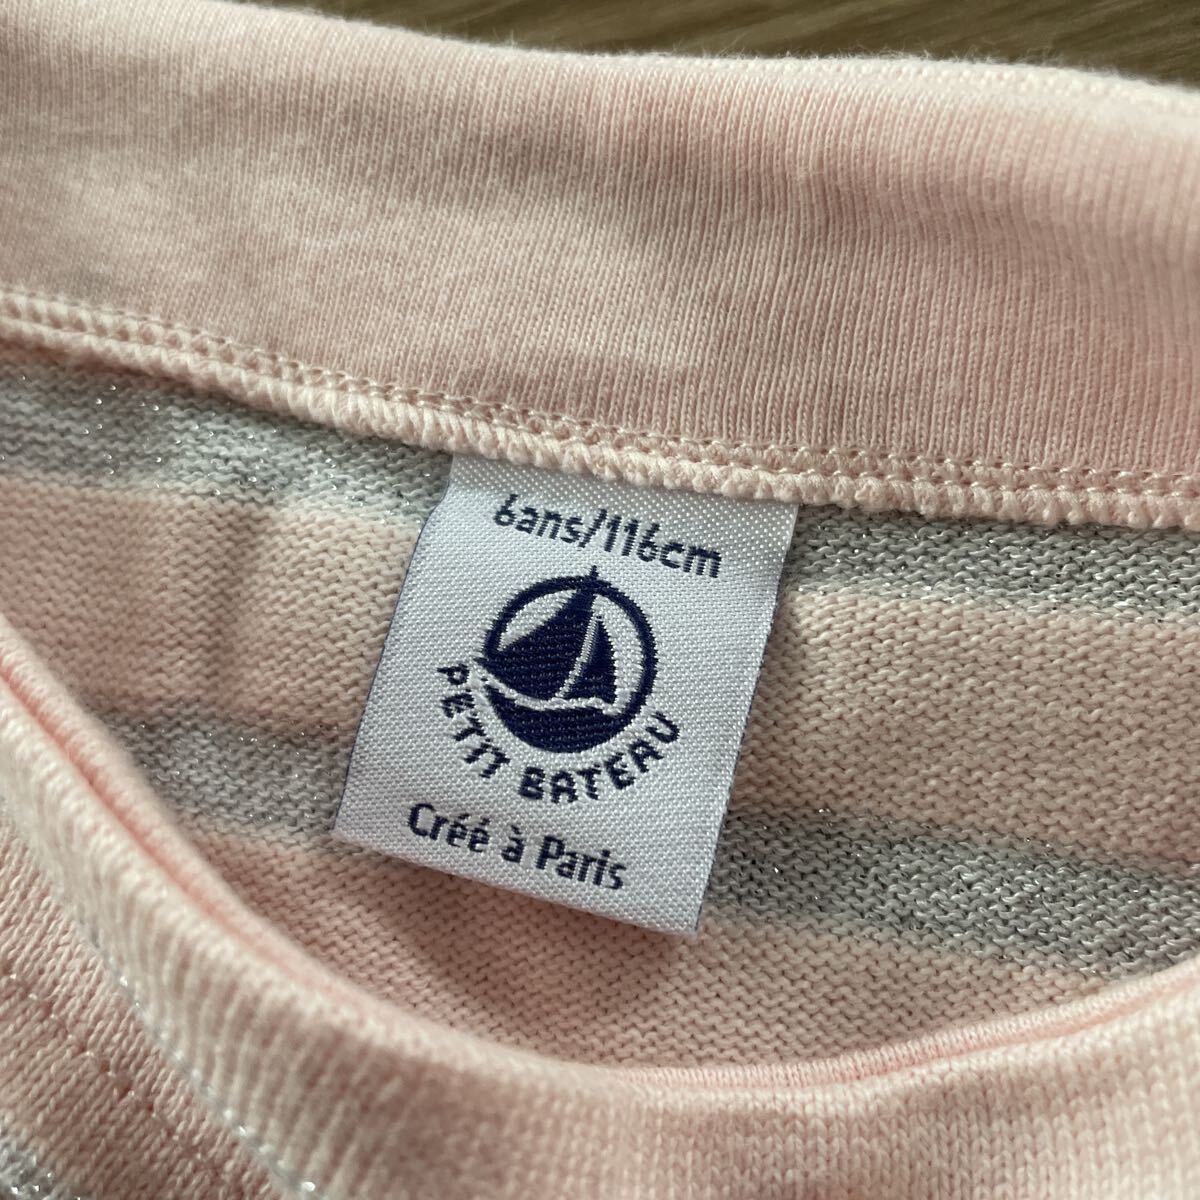 6ans/116cm
PETIT BATEAU
Créé à Paris